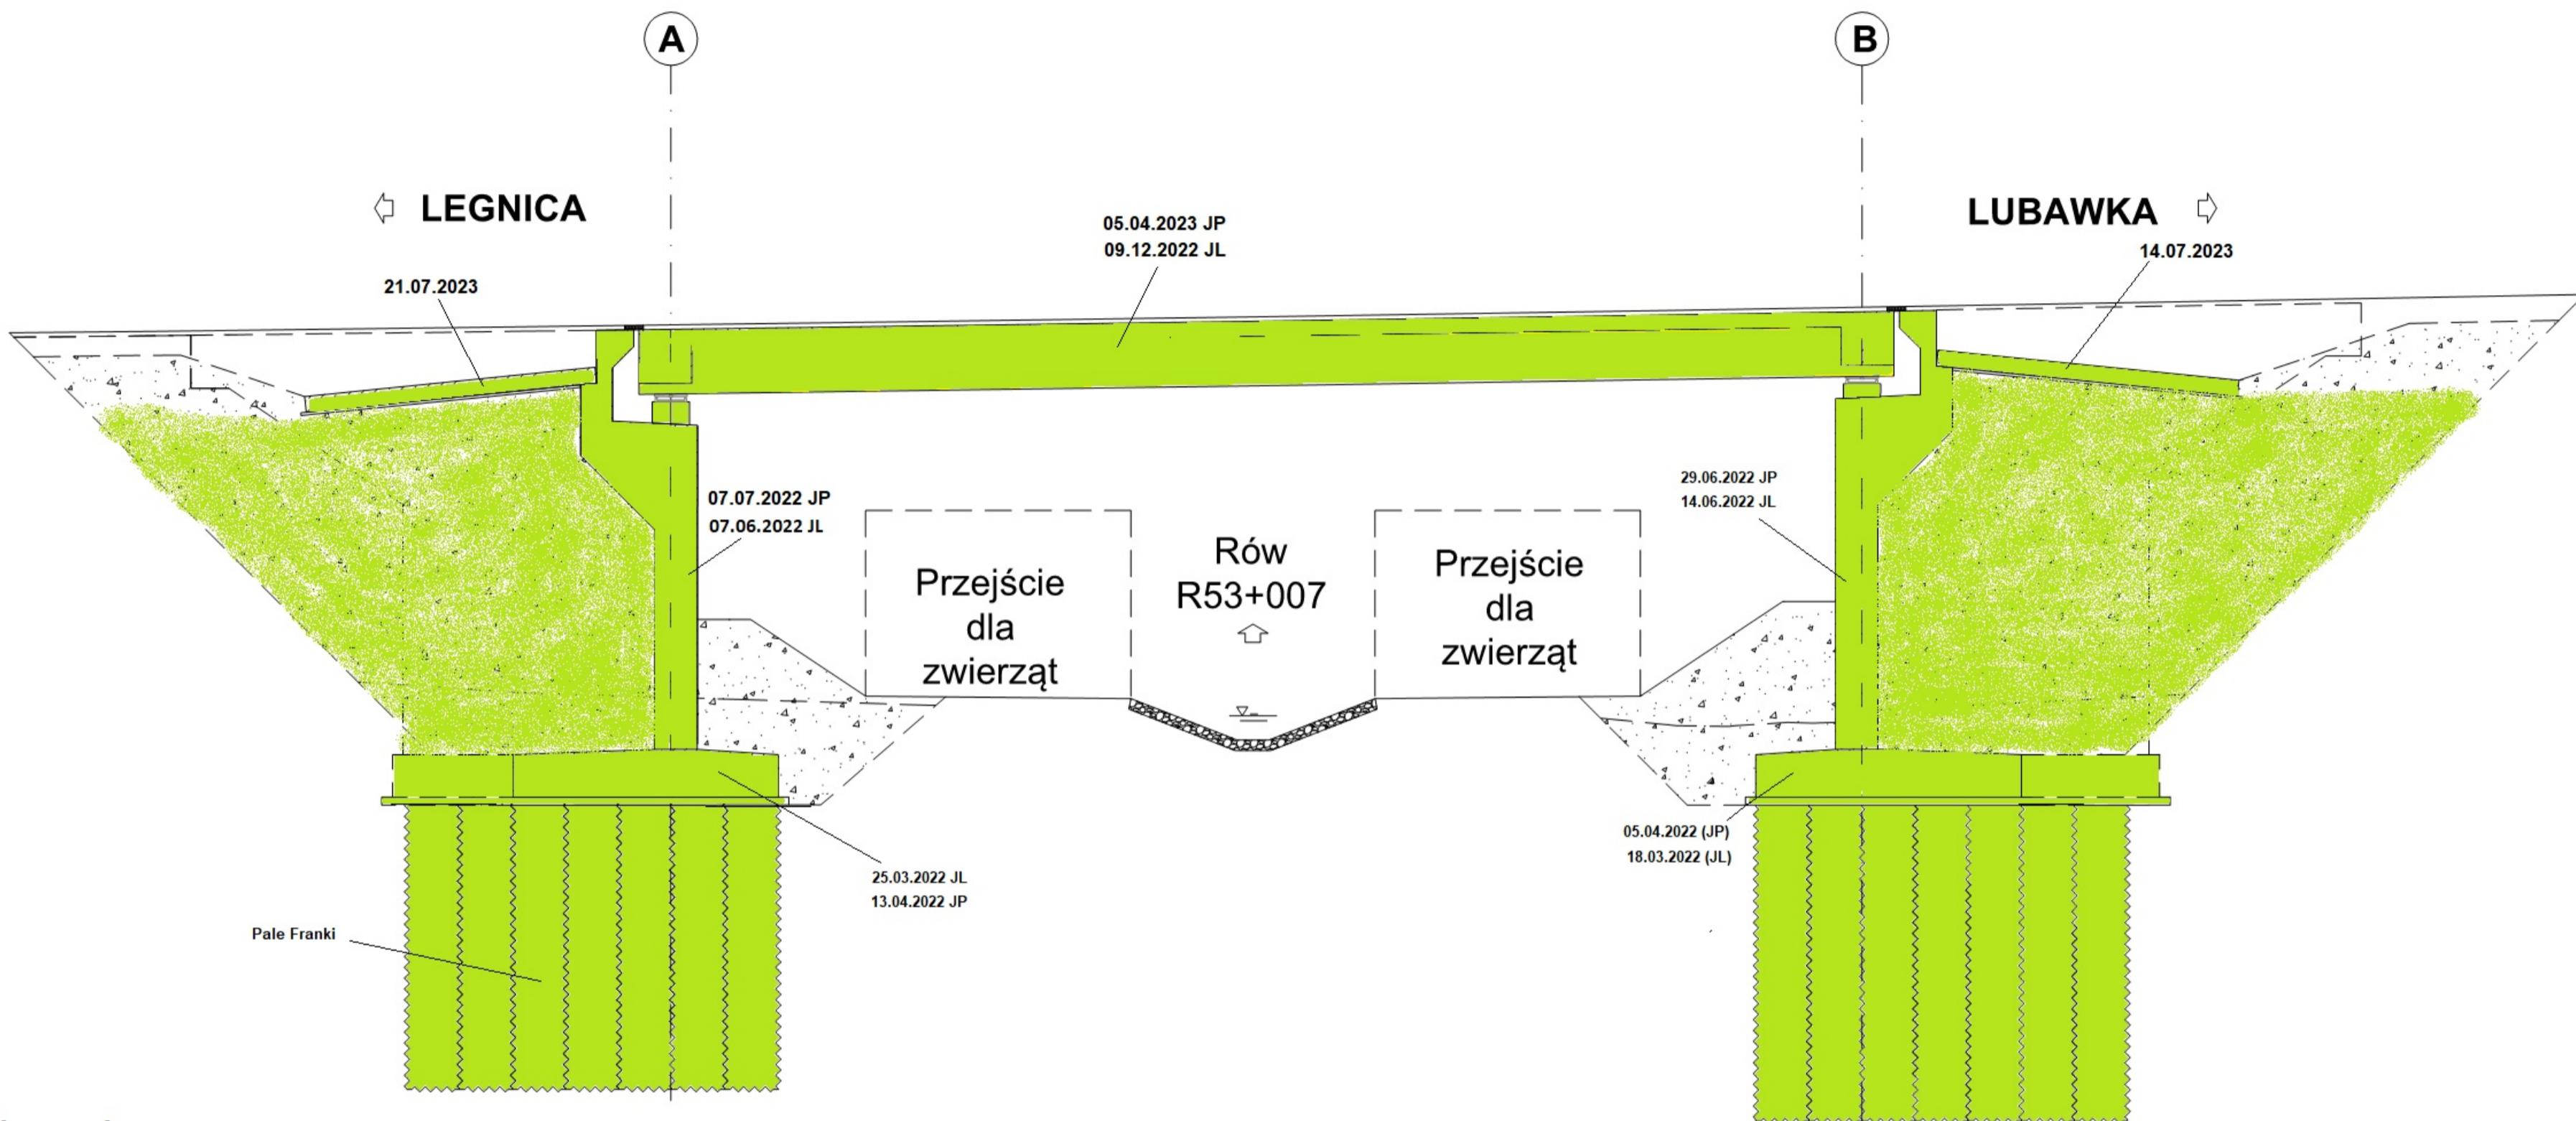 A
B
LEGNICA
LUBAWKA
05.04.2023 JP
09.12.2022 JL
14.07.2023
21.07.2023
07.07.2022 JP
07.06.2022 JL
29.06.2022 JP
14.06.2022 JL
Przejście
dla
zwierząt
Rów
R53+007
Przejście
dla
zwierząt
25.03.2022 JL
13.04.2022 JP
05.04.2022 (JP)
18.03.2022 (JL)
Pale Franki